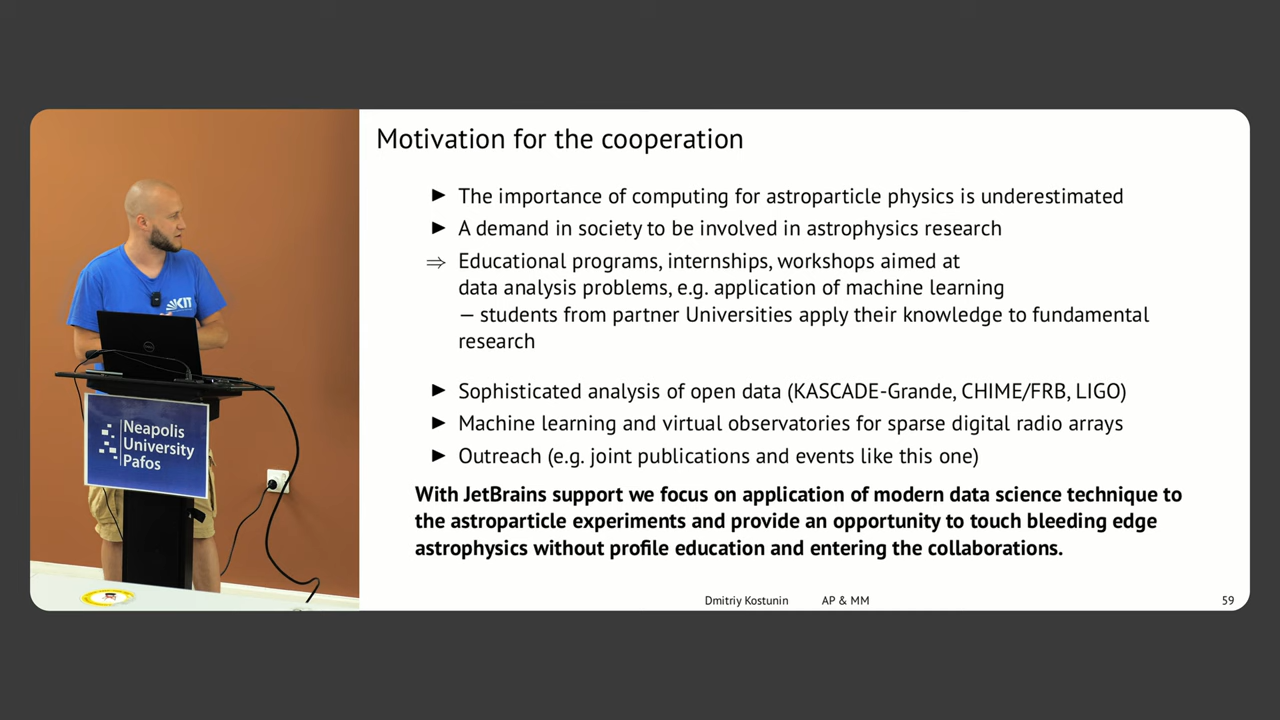 Motivation for the cooperation
► The importance of computing for astroparticle physics is underestimated
► A demand in society to be involved in astrophysics research
⇒ Educational programs, internships, workshops aimed at
data analysis problems, e.g. application of machine learning
— students from partner Universities apply their knowledge to fundamental
research
► Sophisticated analysis of open data (KASCADE-Grande, CHIME/FRB, LIGO)
► Machine learning and virtual observatories for sparse digital radio arrays
► Outreach (e.g. joint publications and events like this one)
With JetBrains support we focus on application of modern data science technique to
the astroparticle experiments and provide an opportunity to touch bleeding edge
astrophysics without profile education and entering the collaborations.
Dmitriy Kostunin AP & MM 59
KIT
DELL
Neapolis
University
Pafos